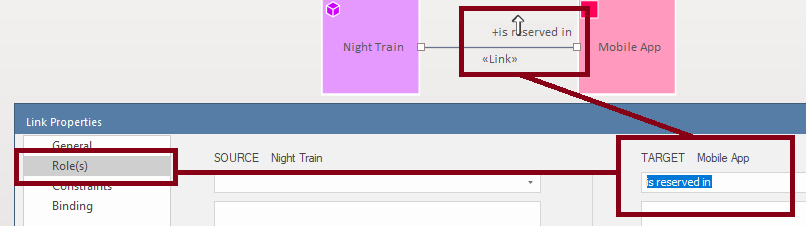 +is reserved in
Night Train
Mobile App
«Link»
Link Properties
General
Role(s)
Constraints
Binding
SOURCE Night Train
TARGET Mobile App
is reserved in